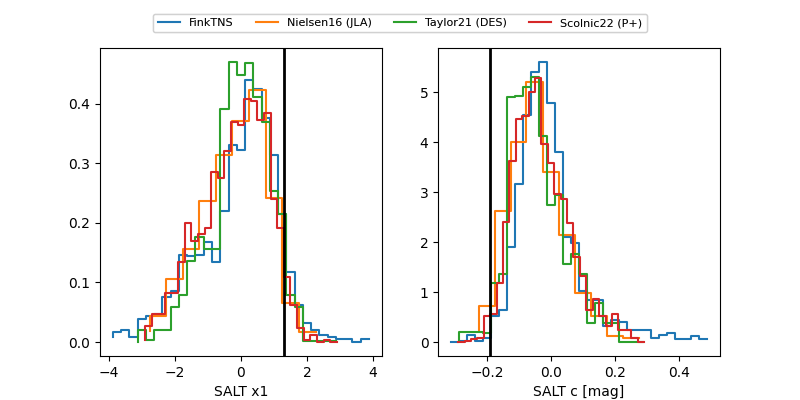 FinkTNS Nielsen16 (JLA) Taylor21 (DES) Scolnic22 (P+)
0.4
0.3
0.2
0.1
0.0
−4 −2 0 2 4
SALT x1
5
4
3
2
1
0
−0.2 0.0 0.2 0.4
SALT c [mag]